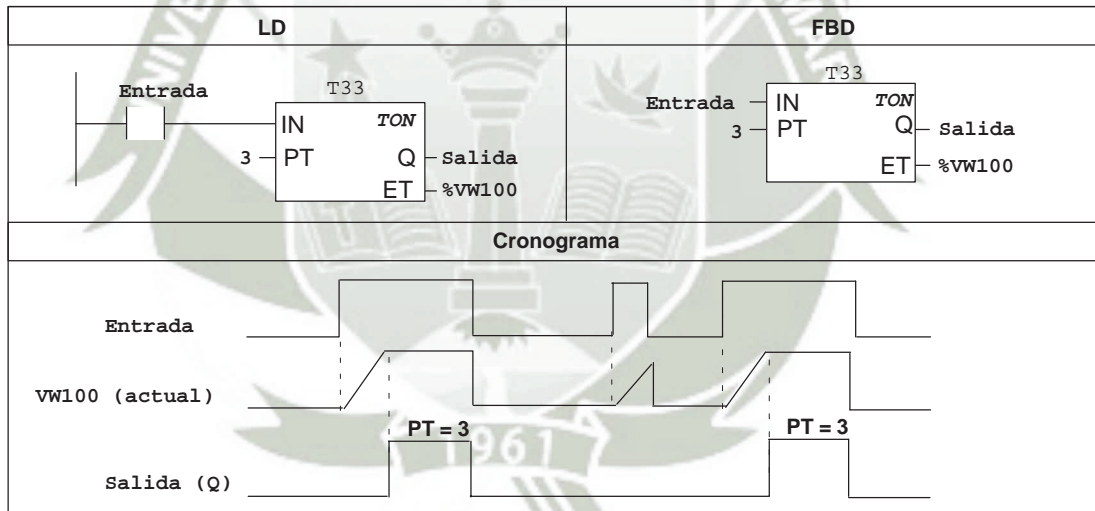 LD
FBD
Entrada
T33
IN
TON
3
PT
Q
Salida
ET
%VW100
T33
Entrada
IN
TON
3
PT
Q
Salida
ET
%VW100
Cronograma
Entrada
VW100 (actual)
PT = 3
PT = 3
Salida (Q)
1961